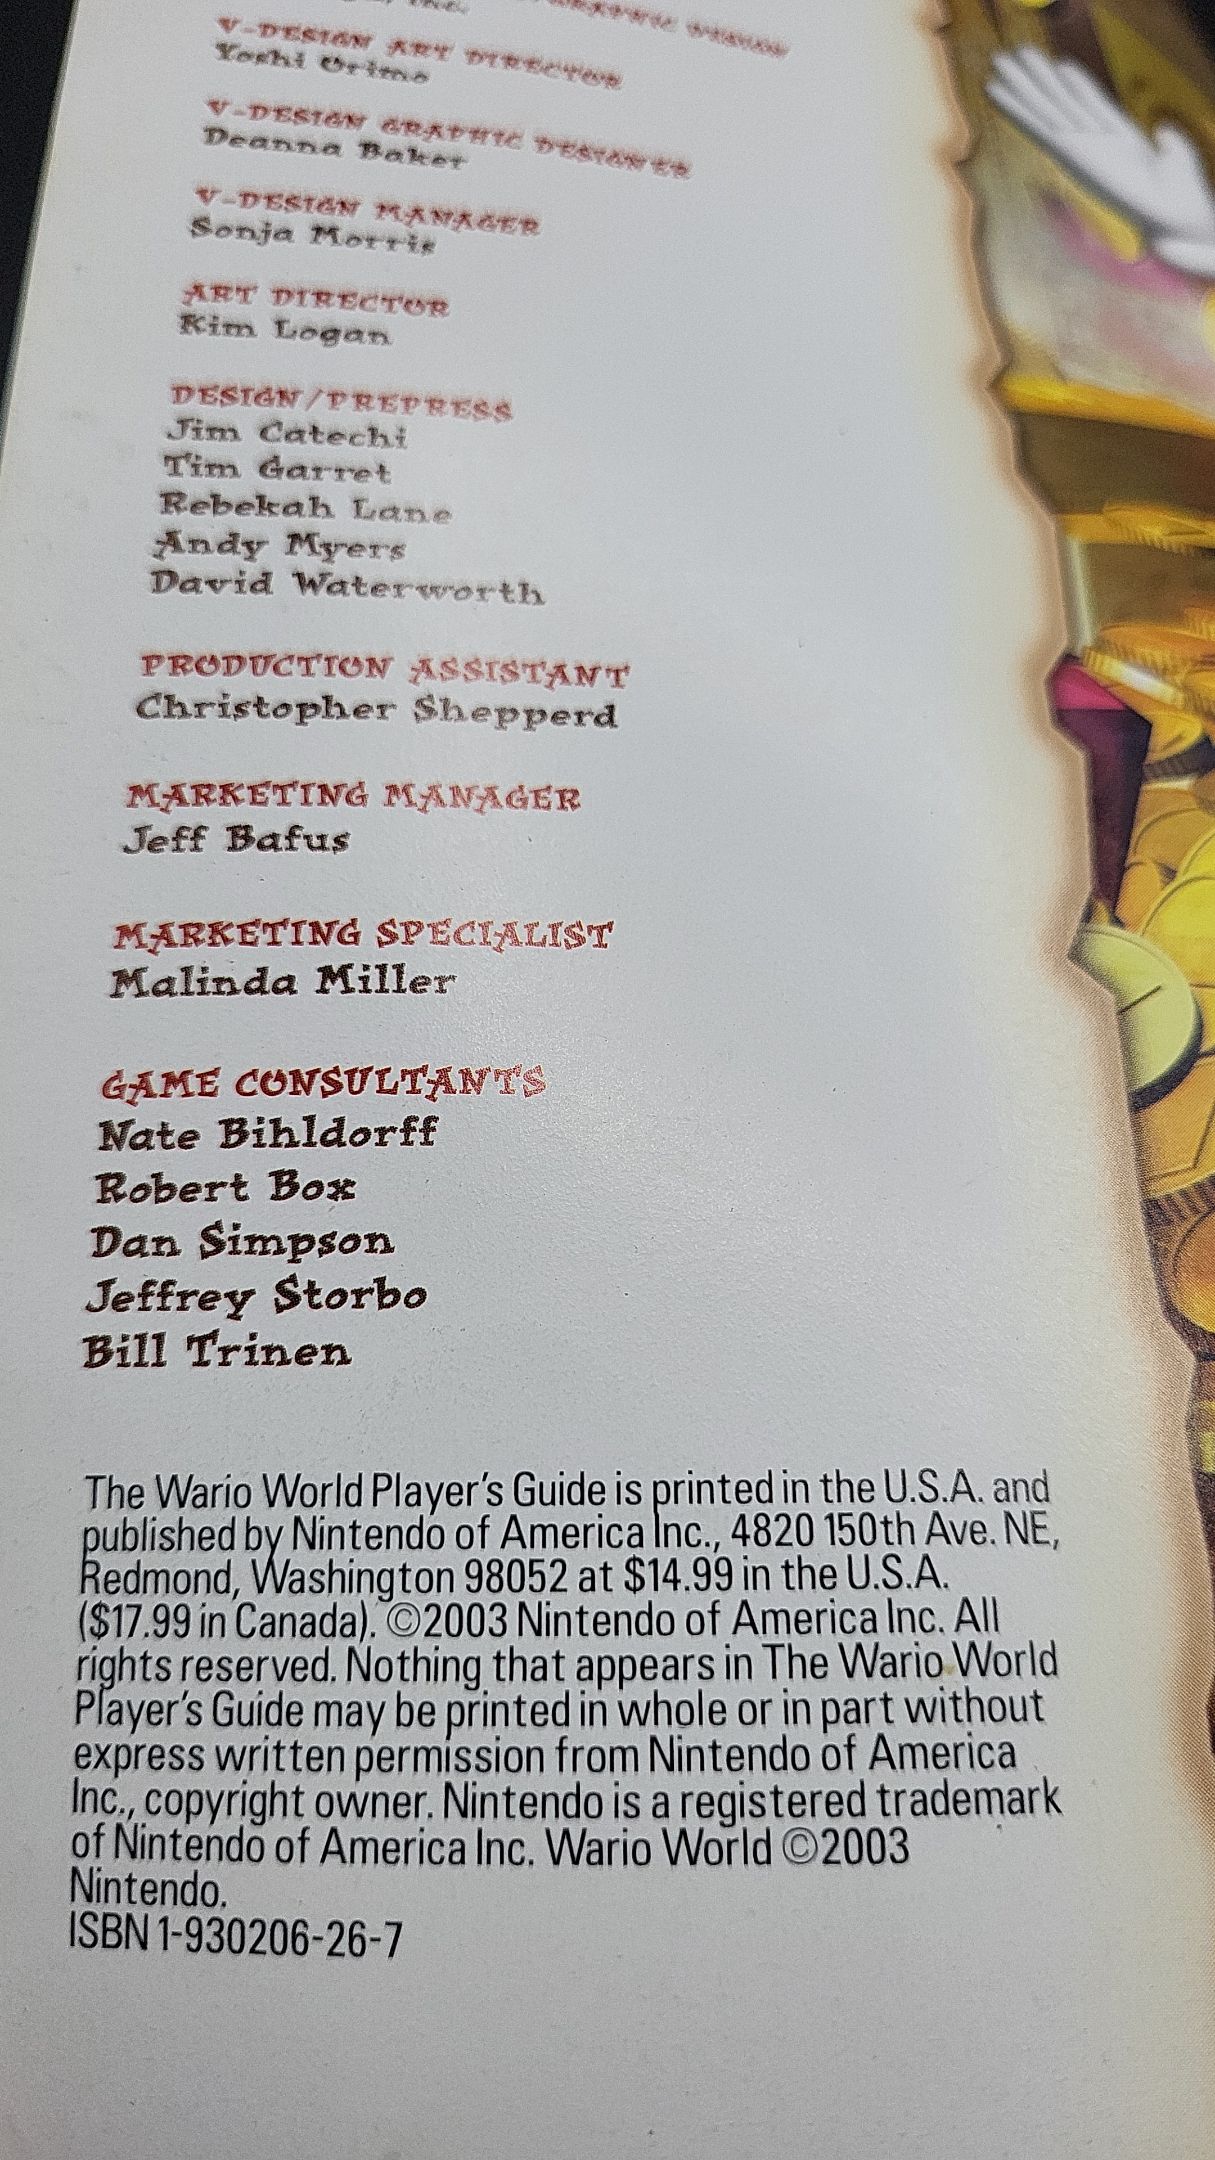 Inc.
V-DESIGN ART DIRECTOR
Yoshi Orimo
V-DESIGN GRAPHIC DESIGNER
Deanna Baker
V-DESIGN MANAGER
Sonja Morris
ART DIRECTOR
Kim Logan
DESIGN/PREPRESS
Jim Catechi
Tim Garret
Rebekah Lane
Andy Myers
David Waterworth
PRODUCTION ASSISTANT
Christopher Shepperd
MARKETING MANAGER
Jeff Bafus
MARKETING SPECIALIST
Malinda Miller
GAME CONSULTANTS
Nate Bihldorff
Robert Box
Dan Simpson
Jeffrey Storbo
Bill Trinen
The Wario World Player's Guide is printed in the U.S.A. and
published by Nintendo of America Inc., 4820 150th Ave. NE,
Redmond, Washington 98052 at $14.99 in the U.S.A.
($17.99 in Canada). ©2003 Nintendo of America Inc. All
rights reserved. Nothing that appears in The Wario World
Player's Guide may be printed in whole or in part without
express written permission from Nintendo of America
Inc., copyright owner. Nintendo is a registered trademark
of Nintendo of America Inc. Wario World ©2003
Nintendo.
ISBN 1-930206-26-7